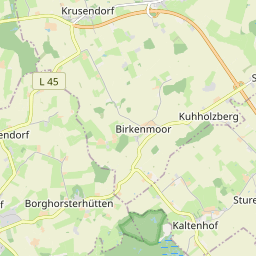 Krusendorf
L 45
S
Kuhholzberg
Birkenmoor
endorf
Borghorsterhütten
Sture
Kaltenhof